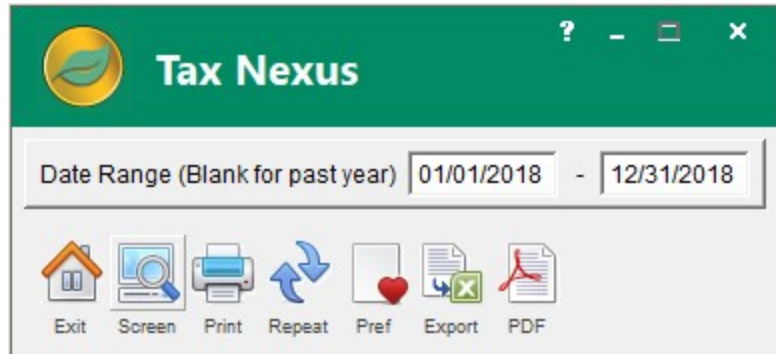 ?
Tax Nexus
Date Range (Blank for past year) 01/01/2018 - 12/31/2018
Exit Screen Print Repeat Pref Export PDF